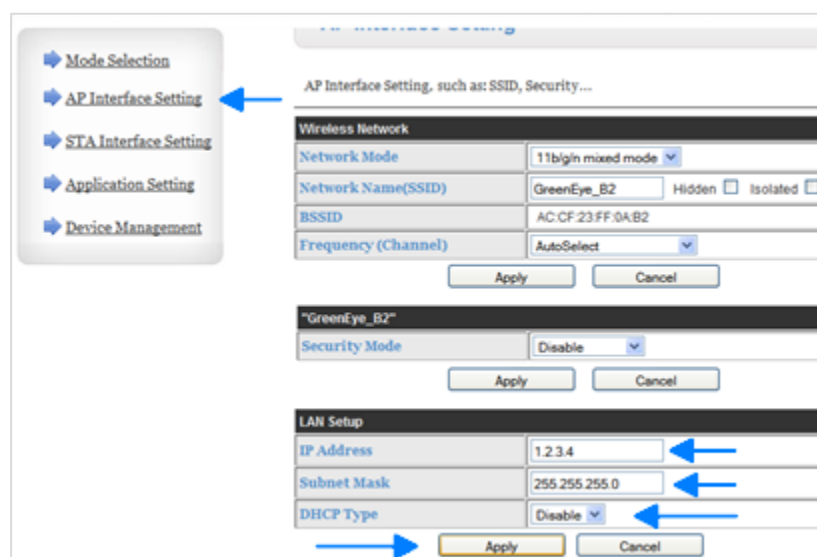 Mode Selection
AP Interface Setting
STA Interface Setting
Application Setting
Device Management
AP Interface Setting, such as: SSID, Security...
Wireless Network
Network Mode 11b/g/n mixed mode
Network Name(SSID) GreenEye_B2 Hidden Isolated
BSSID AC:CF:23:FF:0A:B2
Frequency (Channel) AutoSelect
Apply Cancel
"GreenEye_B2"
Security Mode Disable
Apply Cancel
LAN Setup
IP Address 1.2.3.4
Subnet Mask 255.255.255.0
DHCP Type Disable
Apply Cancel